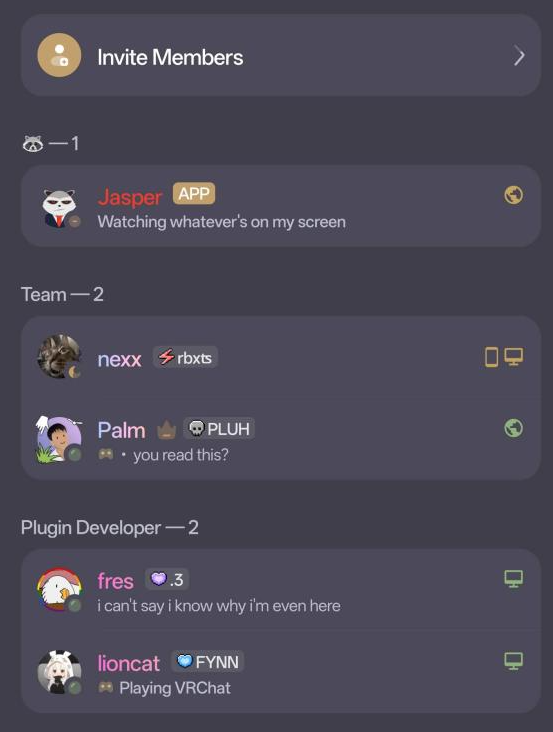 Invite Members
🦝 — 1
Jasper APP
Watching whatever's on my screen
Team — 2
nexx ⚡ rbxts
Palm 💀 PLUH
🎮 • you read this?
Plugin Developer — 2
fres 💜 .3
i can't say i know why i'm even here
lioncat 🩵 FYNN
🎮 Playing VRChat